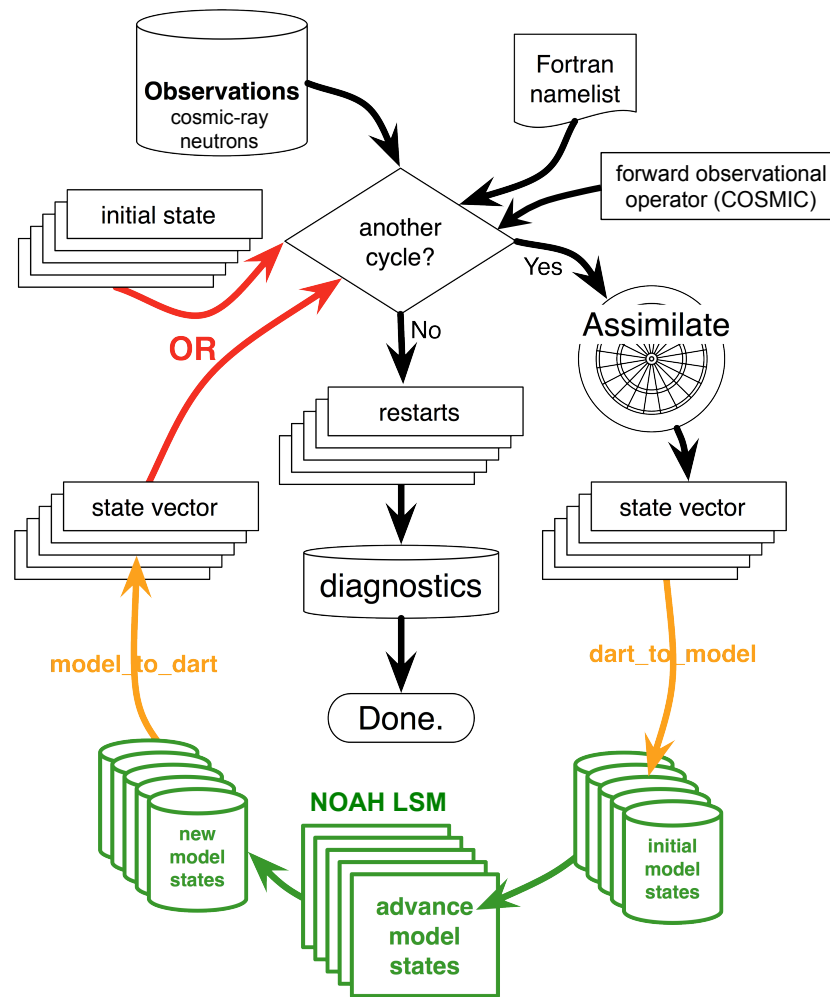 Observations
cosmic-ray
neutrons
Fortran
namelist
forward observational
operator (COSMIC)
initial state
another
cycle?
Yes
No
OR
Assimilate
restarts
state vector
state vector
diagnostics
model_to_dart
dart_to_model
Done.
NOAH LSM
new
model
states
initial
model
states
advance
model
states